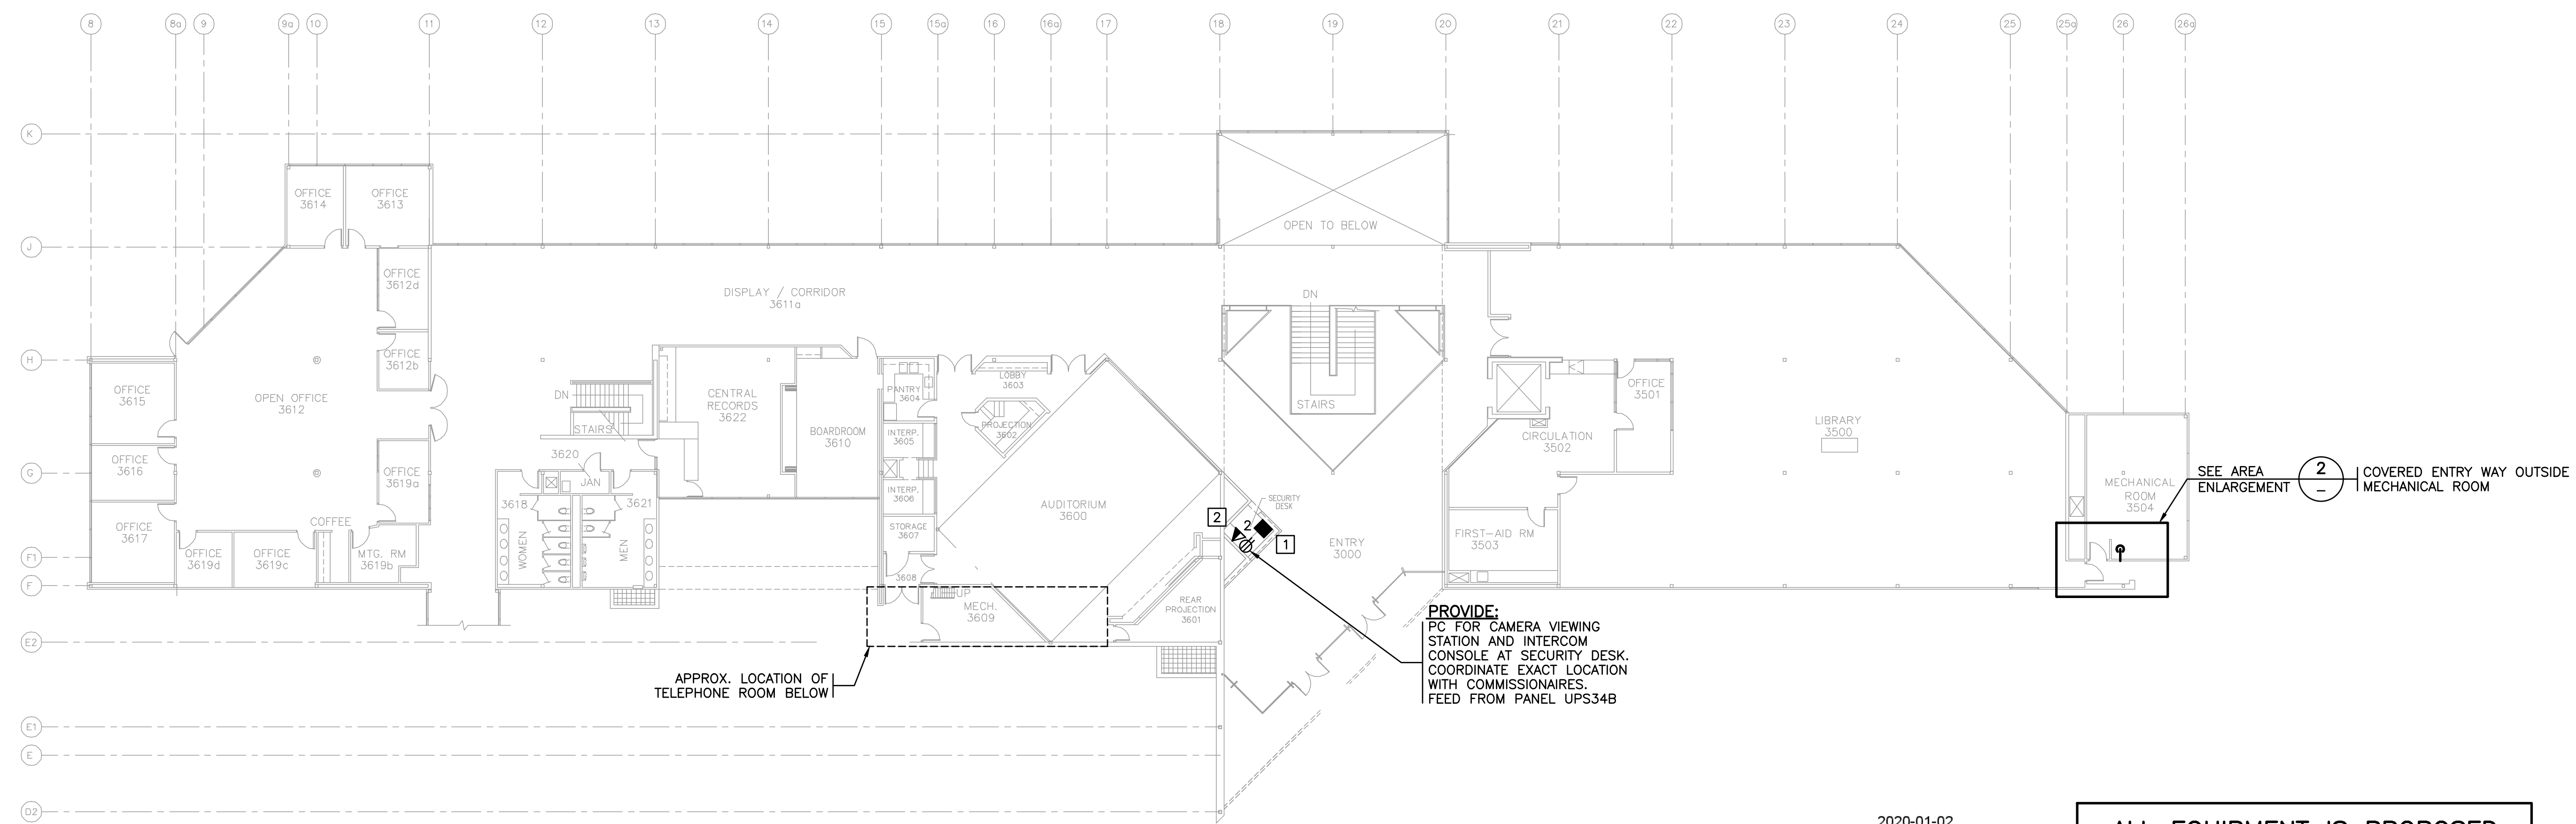 8 8a 9 9a 10 11 12 13 14 15 15a 16 16a 17 18 19 20 21 22 23 24 25 25a 26 26a
K
OFFICE
3614
OFFICE
3613
OPEN TO BELOW
J
OFFICE
3612d
DISPLAY / CORRIDOR
3611a
DN
H
OFFICE
3612b
OFFICE
3615
OPEN OFFICE
3612
DN
STAIRS
CENTRAL
RECORDS
3622
BOARDROOM
3610
PANTRY
3604
LOBBY
3603
PROJECTION
3602
INTERP.
3605
STAIRS
OFFICE
3501
CIRCULATION
3502
LIBRARY
3500
G
OFFICE
3616
OFFICE
3619a
3620
JAN
3618
3621
INTERP.
3606
AUDITORIUM
3600
SECURITY
DESK
MECHANICAL
ROOM
3504
SEE AREA
ENLARGEMENT
2
–
COVERED ENTRY WAY OUTSIDE
MECHANICAL ROOM
OFFICE
3617
COFFEE
WOMEN
MEN
STORAGE
3607
2
2
1
ENTRY
3000
FIRST-AID RM
3503
F1
OFFICE
3619d
OFFICE
3619c
MTG. RM
3619b
3608
F
UP
MECH.
3609
REAR
PROJECTION
3601
PROVIDE:
PC FOR CAMERA VIEWING
STATION AND INTERCOM
CONSOLE AT SECURITY DESK.
COORDINATE EXACT LOCATION
WITH COMMISSIONAIRES.
FEED FROM PANEL UPS34B
E2
APPROX. LOCATION OF
TELEPHONE ROOM BELOW
E1
E
D2
2020-01-02
ALL EQUIPMENT IS PROPOSED